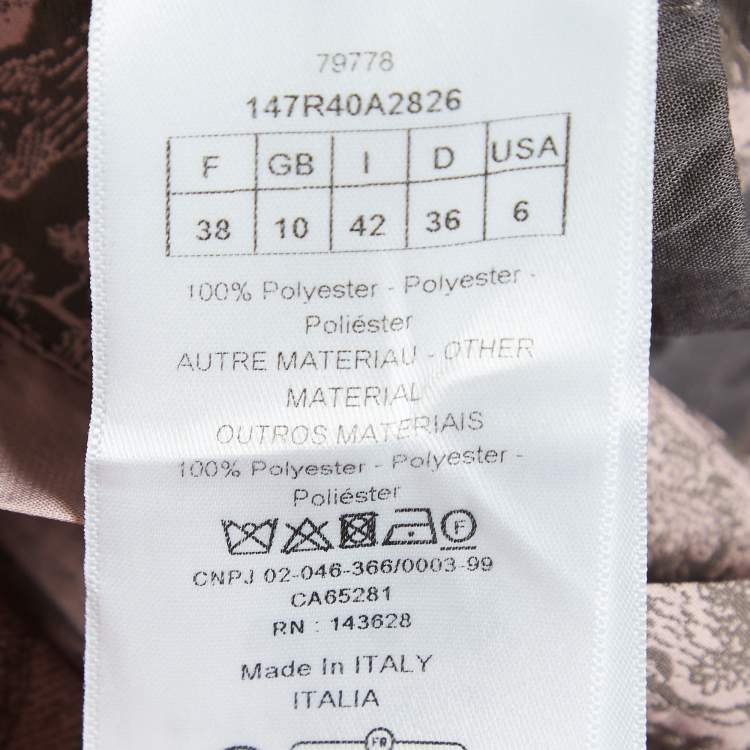 79778
147R40A2826
F GB I D USA
38 10 42 36 6
100% Polyester - Polyester -
Poliéster
AUTRE MATERIAU - OTHER
MATERIAL
OUTROS MATERIAIS
100% Polyester - Polyester -
Poliéster
F
CNPJ 02-046-366/0003-99
CA65281
RN : 143628
Made In ITALY
ITALIA
FR